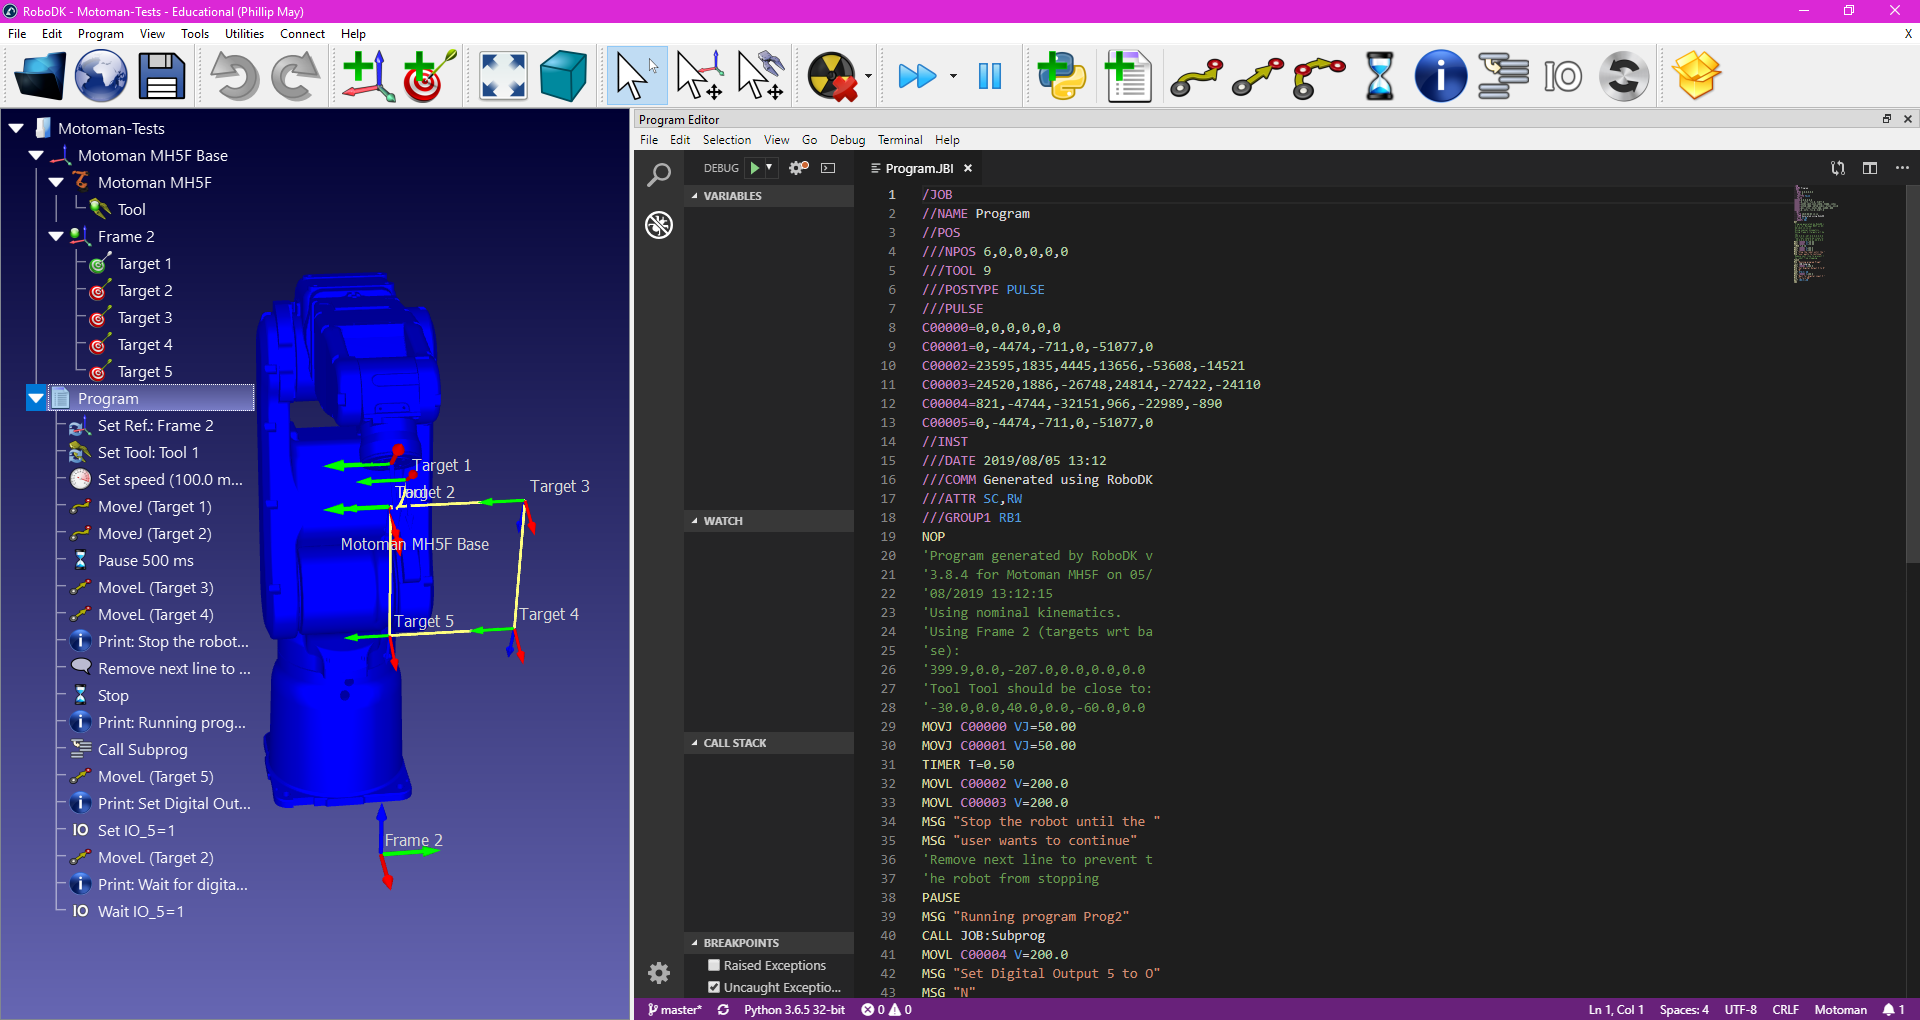 RoboDK - Motoman-Tests - Educational (Phillip May)
File Edit Program View Tools Utilities Connect Help X
IO
Motoman-Tests
Motoman MH5F Base
Motoman MH5F
Tool
Frame 2
Target 1
Target 2
Target 3
Target 4
Target 5
Program
Set Ref.: Frame 2
Set Tool: Tool 1
Set speed (100.0 m...
MoveJ (Target 1)
MoveJ (Target 2)
Pause 500 ms
MoveL (Target 3)
MoveL (Target 4)
Print: Stop the robot...
Remove next line to ...
Stop
Print: Running prog...
Call Subprog
MoveL (Target 5)
Print: Set Digital Out...
IO Set IO_5=1
MoveL (Target 2)
Print: Wait for digita...
IO Wait IO_5=1
Target 1
Target 2
Target 3
Motoman MH5F Base
Target 4
Target 5
Frame 2
Program Editor
File Edit Selection View Go Debug Terminal Help
DEBUG
VARIABLES
WATCH
CALL STACK
BREAKPOINTS
Raised Exceptions
Uncaught Exceptio...
Program.JBI
1 /JOB
2 //NAME Program
3 //POS
4 ///NPOS 6,0,0,0,0,0
5 ///TOOL 9
6 ///POSTYPE PULSE
7 ///PULSE
8 C00000=0,0,0,0,0,0
9 C00001=0,-4474,-711,0,-51077,0
10 C00002=23595,1835,4445,13656,-53608,-14521
11 C00003=24520,1886,-26748,24814,-27422,-24110
12 C00004=821,-4744,-32151,966,-22989,-890
13 C00005=0,-4474,-711,0,-51077,0
14 //INST
15 ///DATE 2019/08/05 13:12
16 ///COMM Generated using RoboDK
17 ///ATTR SC,RW
18 ///GROUP1 RB1
19 NOP
20 'Program generated by RoboDK v
21 '3.8.4 for Motoman MH5F on 05/
22 '08/2019 13:12:15
23 'Using nominal kinematics.
24 'Using Frame 2 (targets wrt ba
25 'se):
26 '399.9,0.0,-207.0,0.0,0.0,0.0
27 'Tool Tool should be close to:
28 '-30.0,0.0,40.0,0.0,-60.0,0.0
29 MOVJ C00000 VJ=50.00
30 MOVJ C00001 VJ=50.00
31 TIMER T=0.50
32 MOVL C00002 V=200.0
33 MOVL C00003 V=200.0
34 MSG "Stop the robot until the "
35 MSG "user wants to continue"
36 'Remove next line to prevent t
37 'he robot from stopping
38 PAUSE
39 MSG "Running program Prog2"
40 CALL JOB:Subprog
41 MOVL C00004 V=200.0
42 MSG "Set Digital Output 5 to O"
43 MSG "N"
master* Python 3.6.5 32-bit 0 0 Ln 1, Col 1 Spaces: 4 UTF-8 CRLF Motoman 1